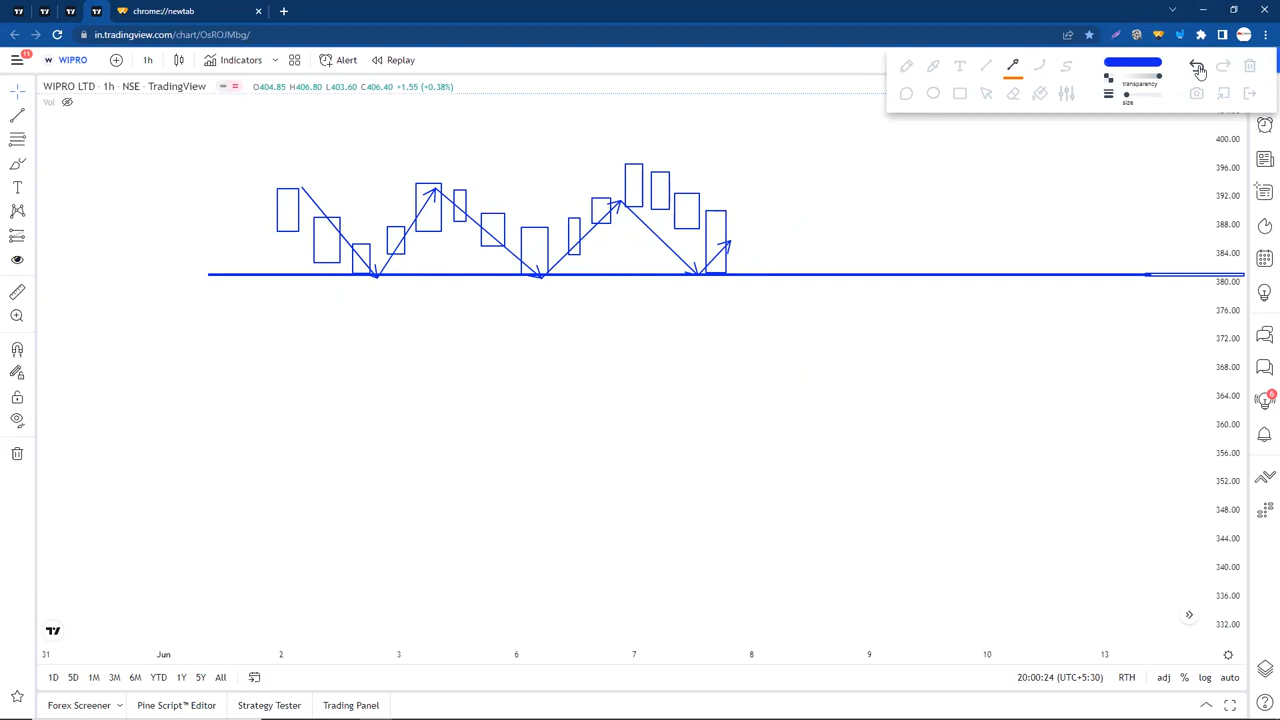 chrome://newtab
in.tradingview.com/chart/OsROJMbg/
11
WIPRO 1h Indicators Alert Replay
transparency
size
WIPRO LTD · 1h · NSE · TradingView O404.85 H406.80 L403.60 C406.40 +1.55 (+0.38%)
Vol
400.00
396.00
392.00
388.00
384.00
380.00
376.00
372.00
368.00
364.00
6
360.00
356.00
352.00
348.00
344.00
340.00
336.00
332.00
31 Jun 2 3 6 7 8 9 10 13
1D 5D 1M 3M 6M YTD 1Y 5Y All 20:00:24 (UTC+5:30) RTH adj % log auto
Forex Screener Pine Script™ Editor Strategy Tester Trading Panel